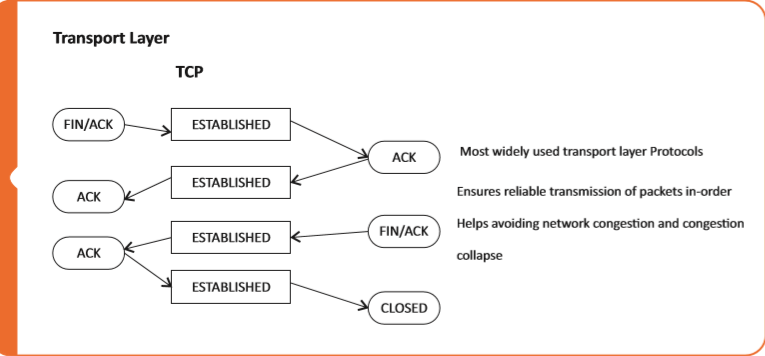 Transport Layer
TCP
FIN/ACK
ESTABLISHED
ACK
Most widely used transport layer Protocols
ACK
ESTABLISHED
Ensures reliable transmission of packets in-order
ESTABLISHED
FIN/ACK
Helps avoiding network congestion and congestion
collapse
ACK
ESTABLISHED
CLOSED